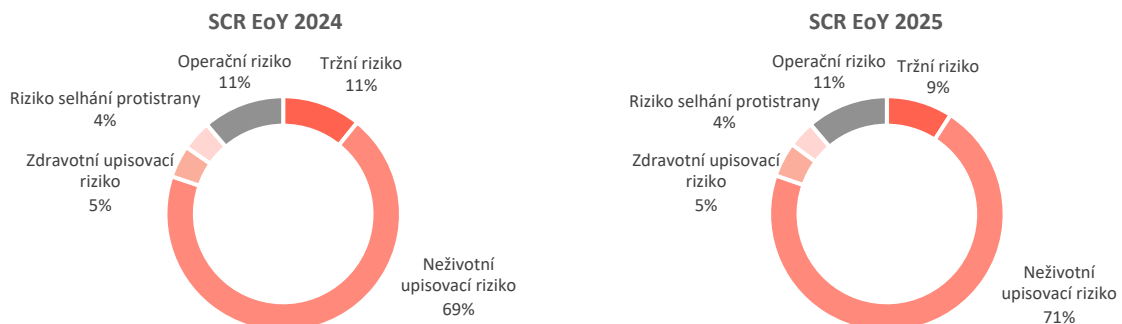 SCR EoY 2024
Operační riziko
11%
Tržní riziko
11%
Riziko selhání protistrany
4%
Zdravotní upisovací
riziko
5%
Neživotní
upisovací riziko
69%
SCR EoY 2025
Operační riziko
11%
Tržní riziko
9%
Riziko selhání protistrany
4%
Zdravotní upisovací
riziko
5%
Neživotní
upisovací riziko
71%